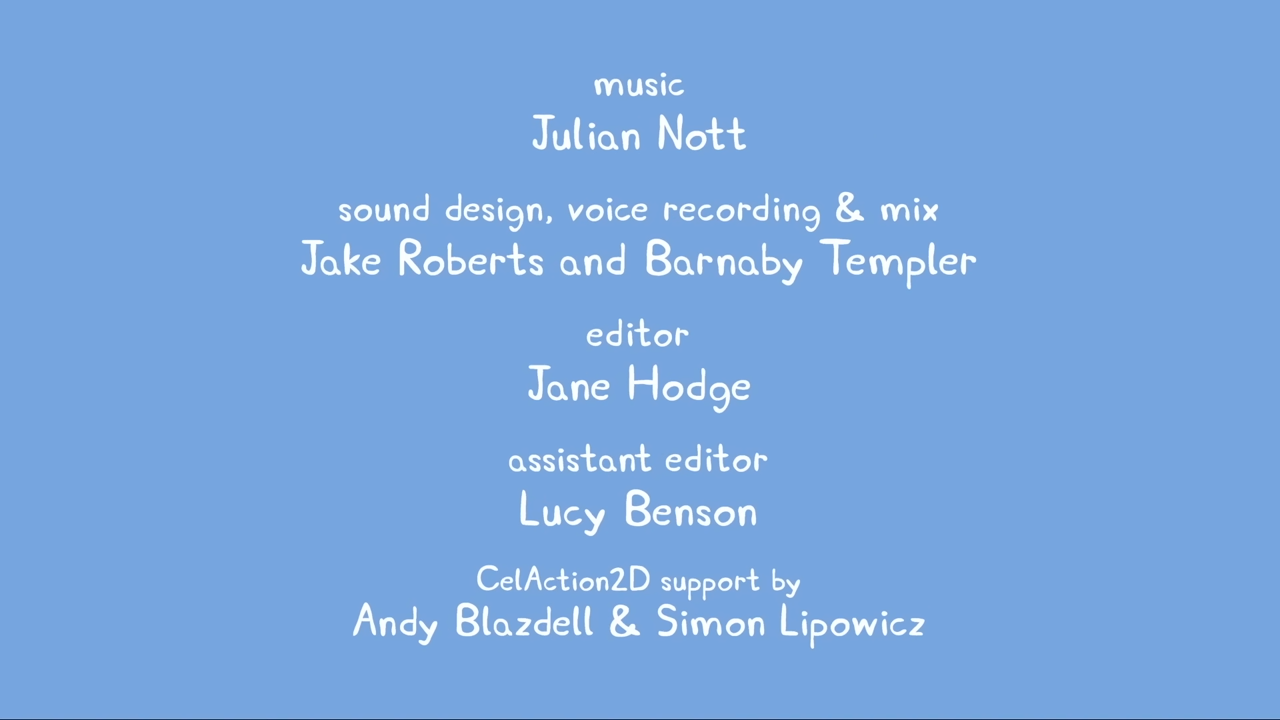 music
Julian Nott
sound design, voice recording & mix
Jake Roberts and Barnaby Templer
editor
Jane Hodge
assistant editor
Lucy Benson
CelAction2D support by
Andy Blazdell & Simon Lipowicz